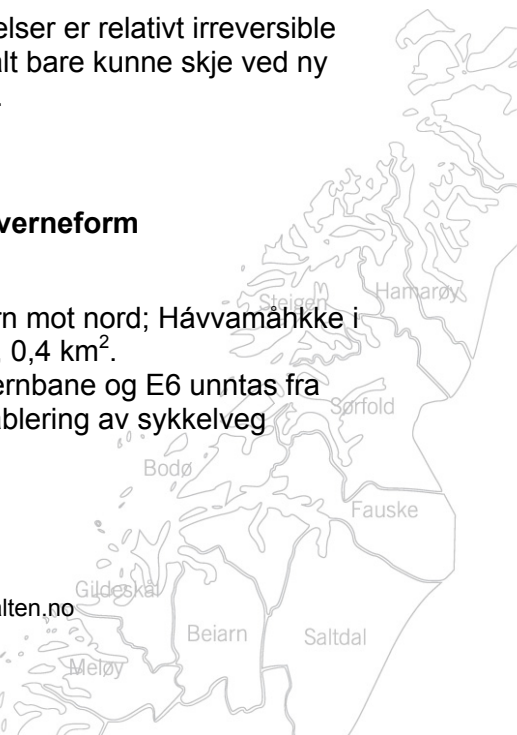 elser er relativt irreversible
alt bare kunne skje ved ny
verneform
rn mot nord; Hávvamåhkke i
0,4 km².
ernbane og E6 unntas fra
ablering av sykkelveg
alten.no
Hamarøy
Steigen
Sørfold
Bodø
Fauske
Gildeskål
Beiarn
Saltdal
Meløy